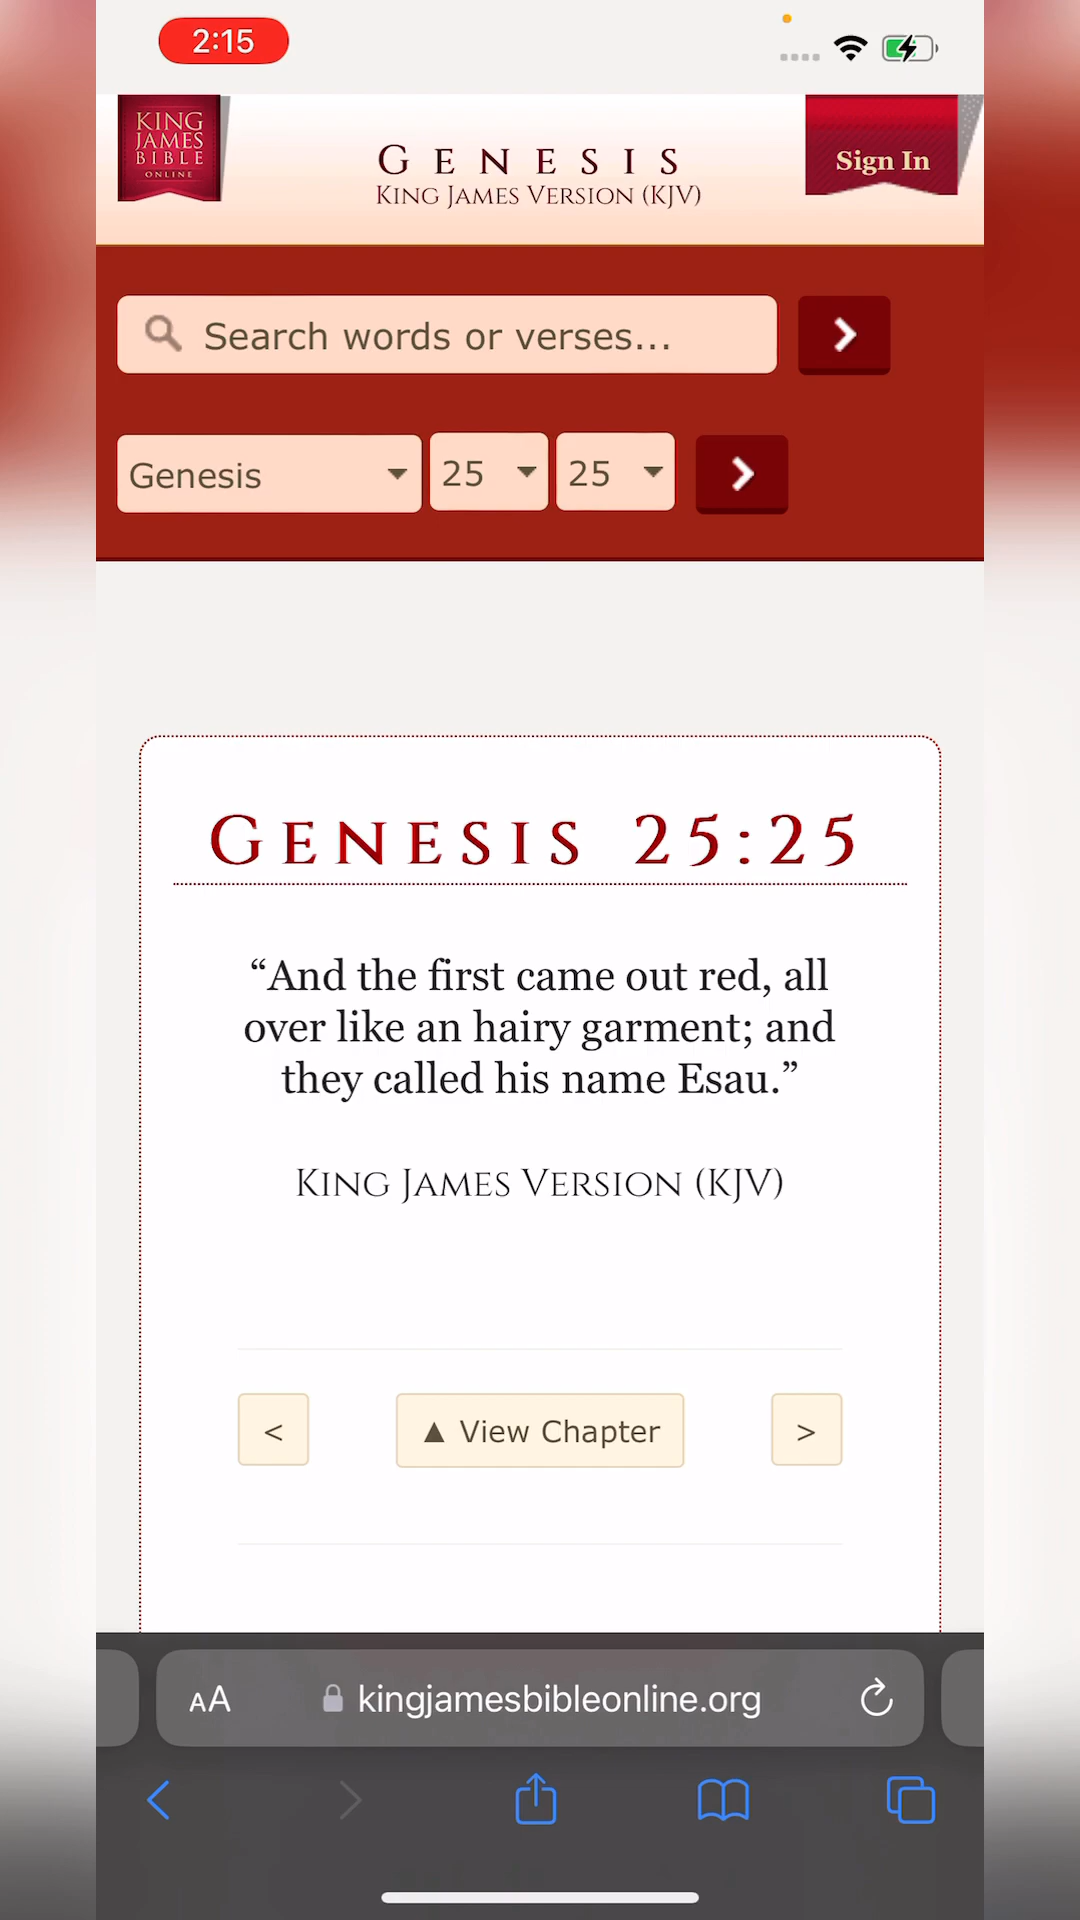 2:15
KING
JAMES
BIBLE
ONLINE
GENESIS
KING JAMES VERSION (KJV)
Sign In
Search words or verses...
Genesis
25
25
GENESIS 25:25
“And the first came out red, all
over like an hairy garment; and
they called his name Esau.”
KING JAMES VERSION (KJV)
<
▲ View Chapter
>
AA
kingjamesbibleonline.org